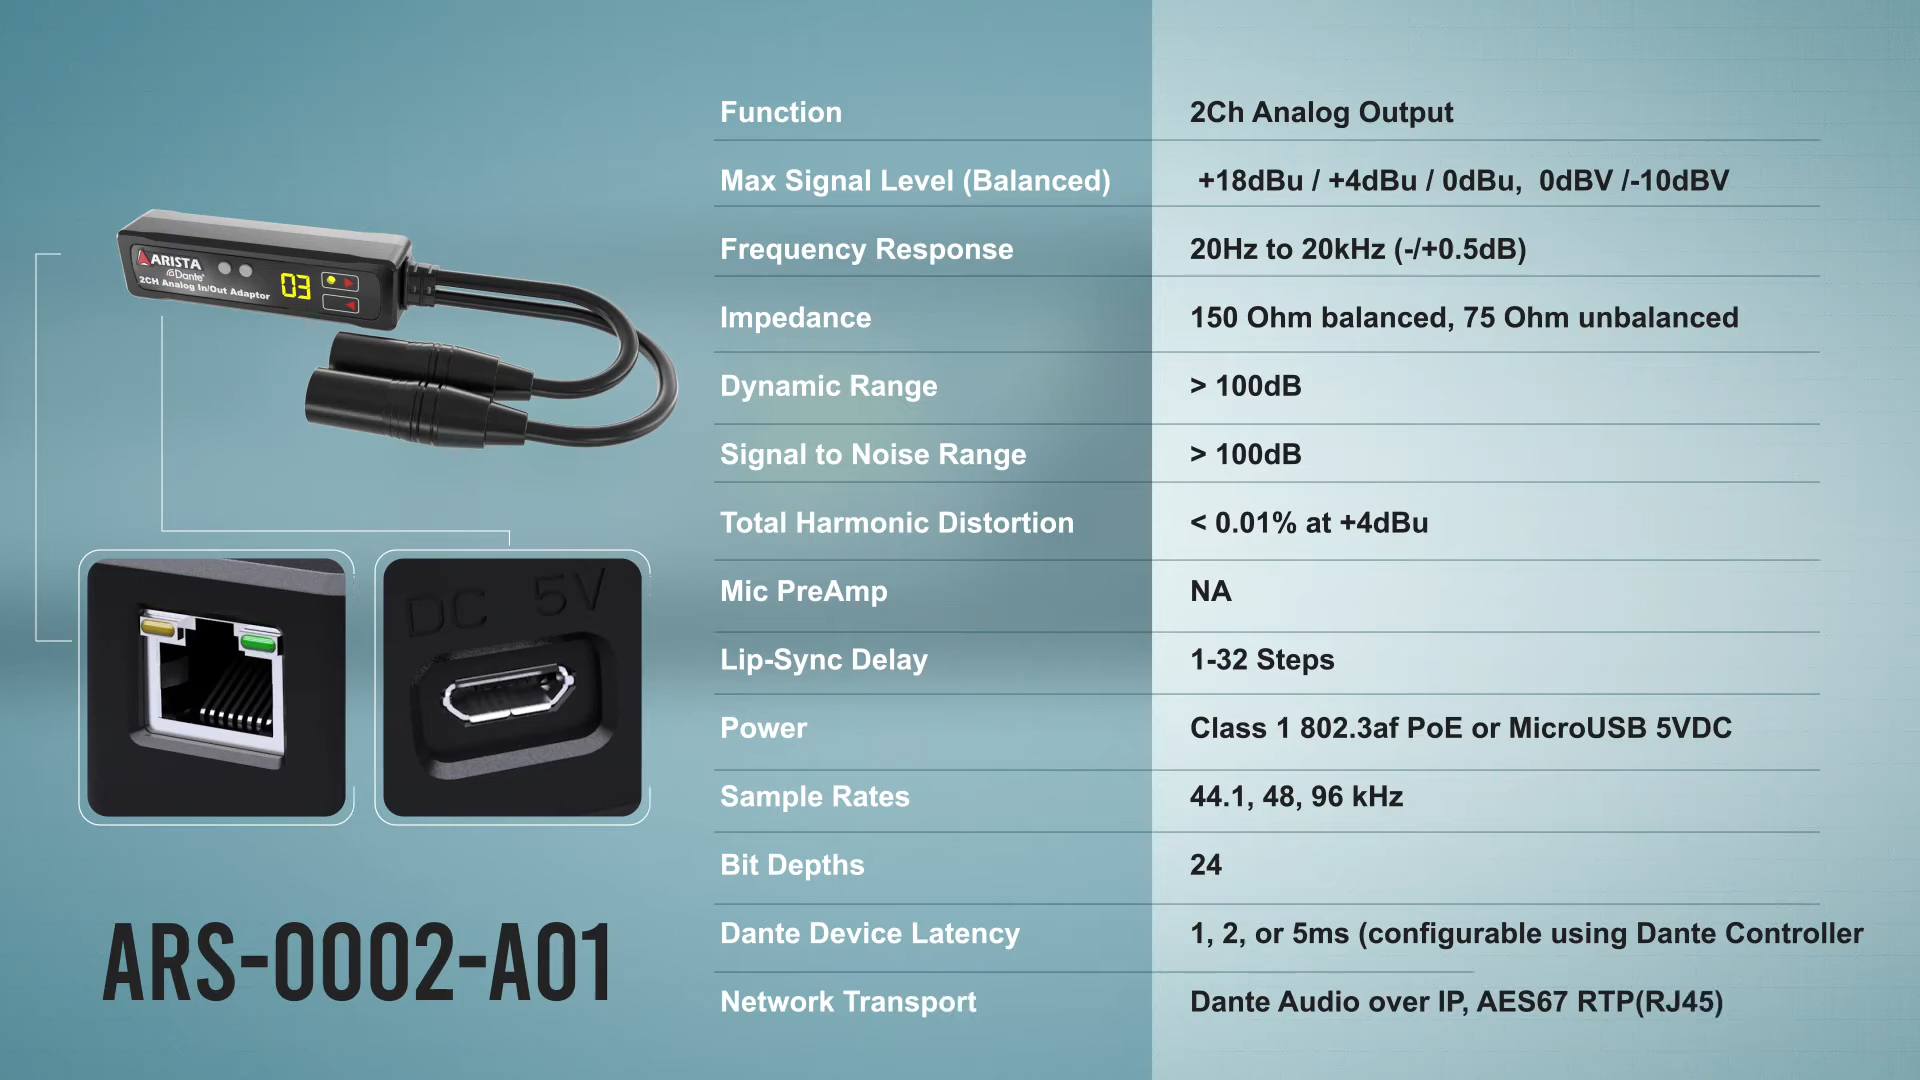 Function 2Ch Analog Output
Max Signal Level (Balanced) +18dBu / +4dBu / 0dBu, 0dBV /-10dBV
Frequency Response 20Hz to 20kHz (-/+0.5dB)
Impedance 150 Ohm balanced, 75 Ohm unbalanced
Dynamic Range > 100dB
Signal to Noise Range > 100dB
Total Harmonic Distortion < 0.01% at +4dBu
Mic PreAmp NA
Lip-Sync Delay 1-32 Steps
Power Class 1 802.3af PoE or MicroUSB 5VDC
Sample Rates 44.1, 48, 96 kHz
Bit Depths 24
Dante Device Latency 1, 2, or 5ms (configurable using Dante Controller
Network Transport Dante Audio over IP, AES67 RTP(RJ45)
ARISTA
Dante
2CH Analog In/Out Adaptor
03
DC 5V
ARS-0002-A01